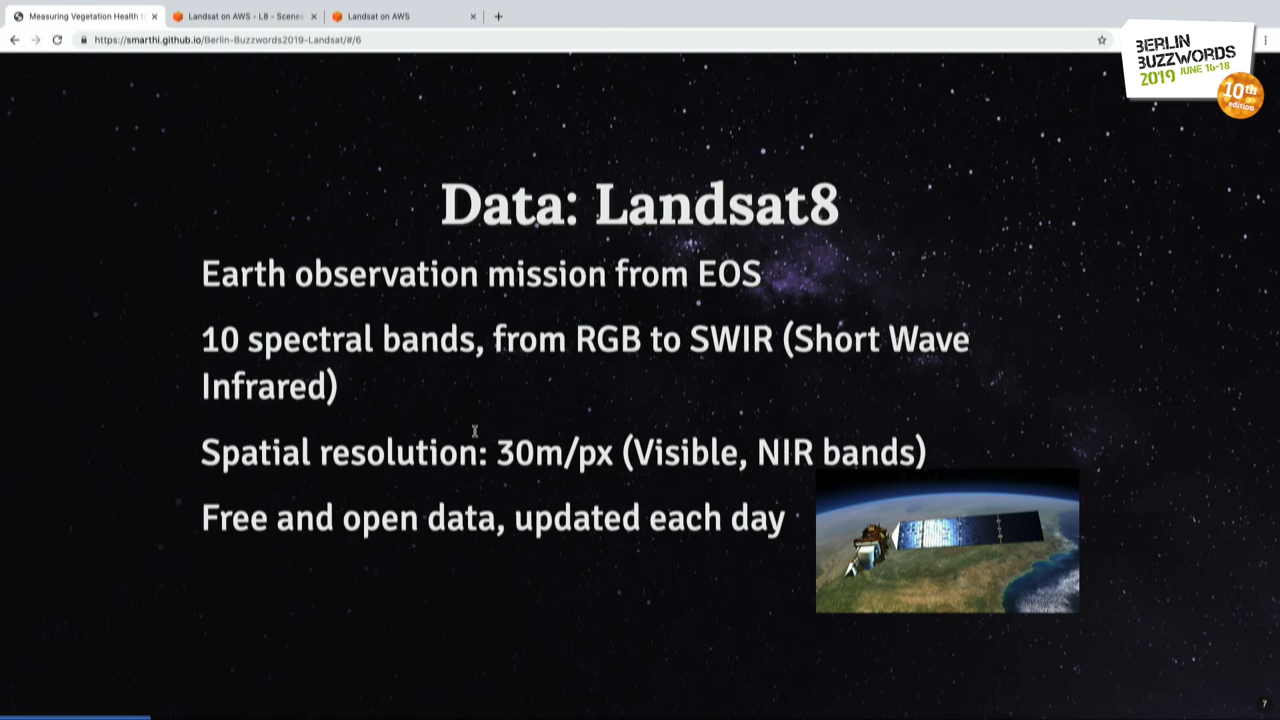 Measuring Vegetation Health t
Landsat on AWS - L8 - Scenes
Landsat on AWS
https://smarthi.github.io/Berlin-Buzzwords2019-Landsat/#/6
BERLIN
BUZZWORDS
2019 JUNE 16-18
10th
edition
Data: Landsat8
Earth observation mission from EOS
10 spectral bands, from RGB to SWIR (Short Wave
Infrared)
Spatial resolution: 30m/px (Visible, NIR bands)
Free and open data, updated each day
7